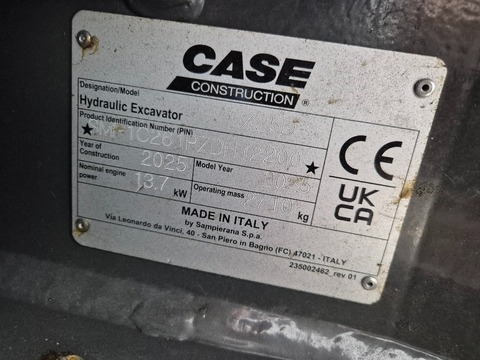 CASE
CONSTRUCTION ®
Designation/Model
Hydraulic Excavator
Product Identification Number (PIN)
Year of Construction 2025 Model Year
Nominal engine power 13.7 kW Operating mass kg
MADE IN ITALY
by Sampierana S.p.a.
Via Leonardo da Vinci, 40 - San Piero in Bagno (FC) 47021 - ITALY
235002462_rev 01
CE
UK
CA